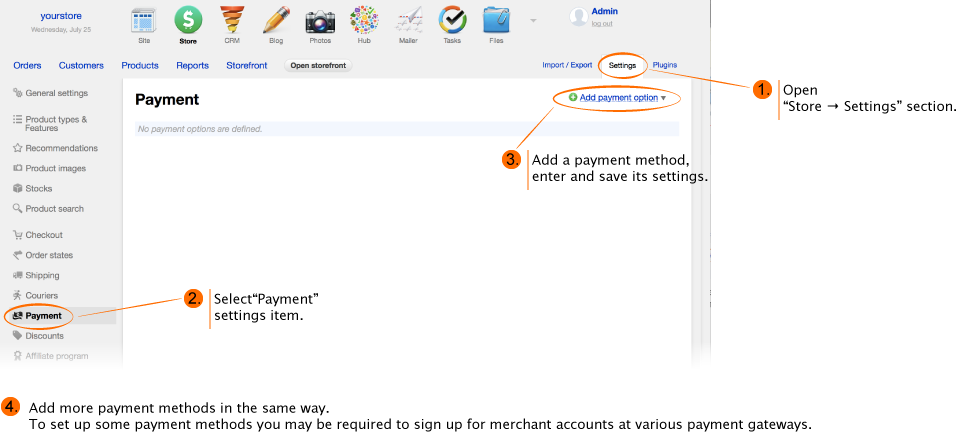 yourstore
Wednesday, July 25
Site
Store
CRM
Blog
Photos
Hub
Mailer
Tasks
Files
Admin
log out
Orders Customers Products Reports Storefront Open storefront Import / Export Settings Plugins
General settings
Product types &
Features
Recommendations
Product images
Stocks
Product search
Checkout
Order states
Shipping
Couriers
Payment
Discounts
Affiliate program
Payment
Add payment option
No payment options are defined.
1. Open
“Store → Settings” section.
2. Select“Payment”
settings item.
3. Add a payment method,
enter and save its settings.
4. Add more payment methods in the same way.
To set up some payment methods you may be required to sign up for merchant accounts at various payment gateways.